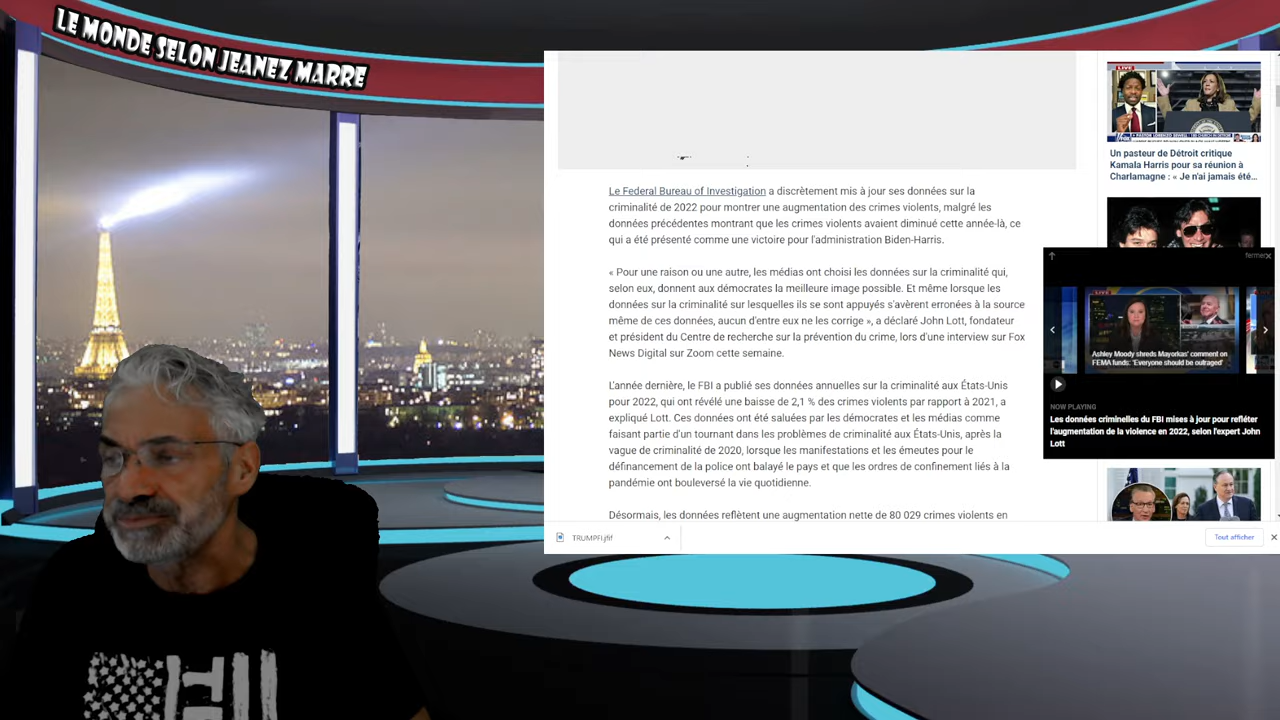 LE MONDE SELON JEANEZ MARRE
Le Federal Bureau of Investigation a discrètement mis à jour ses données sur la
criminalité de 2022 pour montrer une augmentation des crimes violents, malgré les
données précédentes montrant que les crimes violents avaient diminué cette année-là, ce
qui a été présenté comme une victoire pour l'administration Biden-Harris.
« Pour une raison ou une autre, les médias ont choisi les données sur la criminalité qui,
selon eux, donnent aux démocrates la meilleure image possible. Et même lorsque les
données sur la criminalité sur lesquelles ils se sont appuyés s'avèrent erronées à la source
même de ces données, aucun d'entre eux ne les corrige », a déclaré John Lott, fondateur
et président du Centre de recherche sur la prévention du crime, lors d'une interview sur Fox
News Digital sur Zoom cette semaine.
L'année dernière, le FBI a publié ses données annuelles sur la criminalité aux États-Unis
pour 2022, qui ont révélé une baisse de 2,1 % des crimes violents par rapport à 2021, a
expliqué Lott. Ces données ont été saluées par les démocrates et les médias comme
faisant partie d'un tournant dans les problèmes de criminalité aux États-Unis, après la
vague de criminalité de 2020, lorsque les manifestations et les émeutes pour le
définancement de la police ont balayé le pays et que les ordres de confinement liés à la
pandémie ont bouleversé la vie quotidienne.
Désormais, les données reflètent une augmentation nette de 80 029 crimes violents en
LIVE
Un pasteur de Détroit critique
Kamala Harris pour sa réunion à
Charlamagne : « Je n'ai jamais été…
fermer
Ashley Moody shreds Mayorkas' comment on
FEMA funds: 'Everyone should be outraged'
NOW PLAYING
Les données criminelles du FBI mises à jour pour refléter
l'augmentation de la violence en 2022, selon l'expert John
Lott
TRUMPFI.jfif
Tout afficher